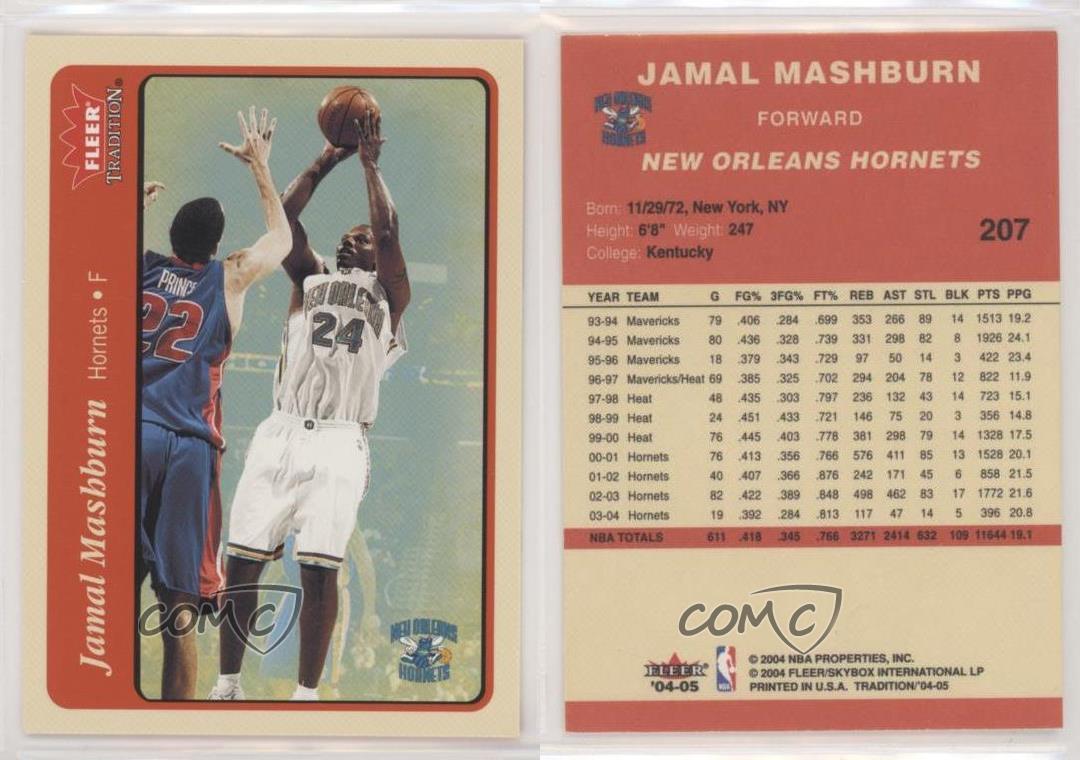 FLEER®
TRADITION®
Jamal Mashburn Hornets • F
PRINCE
22
NEW ORLEANS
24
NEW ORLEANS
HORNETS
COMC
JAMAL MASHBURN
FORWARD
NEW ORLEANS HORNETS
NEW ORLEANS
HORNETS
Born: 11/29/72, New York, NY
Height: 6'8" Weight: 247
College: Kentucky
207
YEAR TEAM G FG% 3FG% FT% REB AST STL BLK PTS PPG
93-94 Mavericks 79 .406 .284 .699 353 266 89 14 1513 19.2
94-95 Mavericks 80 .436 .328 .739 331 298 82 8 1926 24.1
95-96 Mavericks 18 .379 .343 .729 97 50 14 3 422 23.4
96-97 Mavericks/Heat 69 .385 .325 .702 294 204 78 12 822 11.9
97-98 Heat 48 .435 .303 .797 236 132 43 14 723 15.1
98-99 Heat 24 .451 .433 .721 146 75 20 3 356 14.8
99-00 Heat 76 .445 .403 .778 381 298 79 14 1328 17.5
00-01 Hornets 76 .413 .356 .766 576 411 85 13 1528 20.1
01-02 Hornets 40 .407 .366 .876 242 171 45 6 858 21.5
02-03 Hornets 82 .422 .389 .848 498 462 83 17 1772 21.6
03-04 Hornets 19 .392 .284 .813 117 47 14 5 396 20.8
NBA TOTALS 611 .418 .345 .766 3271 2414 632 109 11644 19.1
COMC
FLEER
'04-05
NBA
© 2004 NBA PROPERTIES, INC.
© 2004 FLEER/SKYBOX INTERNATIONAL LP
PRINTED IN U.S.A. TRADITION/'04-05